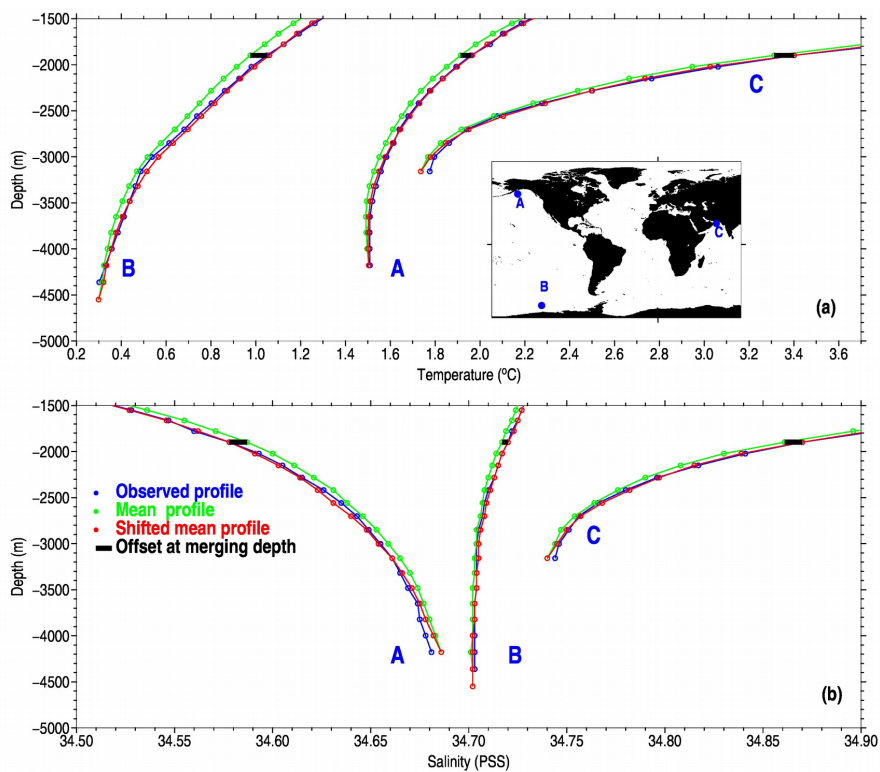 −1500
−2000
−2500
−3000
−3500
−4000
−4500
−5000
Depth (m)
B
A
C
A
B
C
(a)
0.2 0.4 0.6 0.8 1.0 1.2 1.4 1.6 1.8 2.0 2.2 2.4 2.6 2.8 3.0 3.2 3.4 3.6
Temperature (ºC)
−1500
−2000
−2500
−3000
−3500
−4000
−4500
−5000
Depth (m)
Observed profile
Mean profile
Shifted mean profile
Offset at merging depth
A
B
C
(b)
34.50 34.55 34.60 34.65 34.70 34.75 34.80 34.85 34.90
Salinity (PSS)